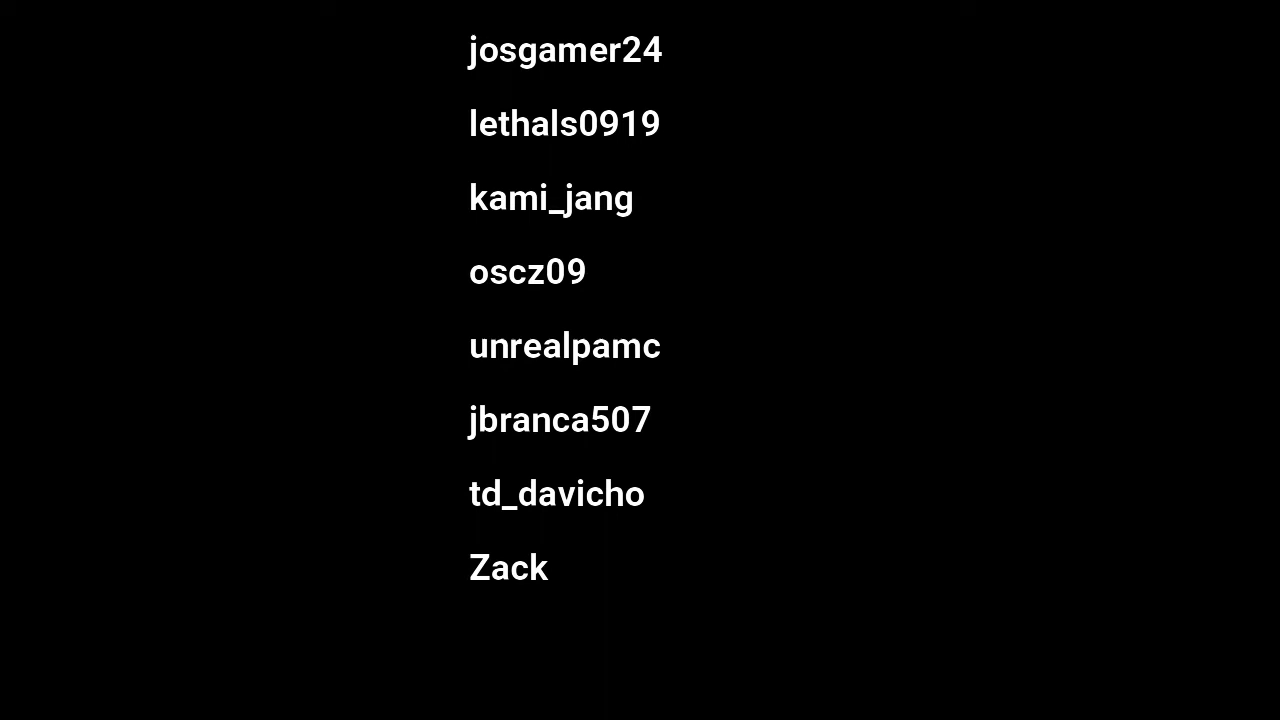 josgamer24
lethals0919
kami_jang
oscz09
unrealpamc
jbranca507
td_davicho
Zack